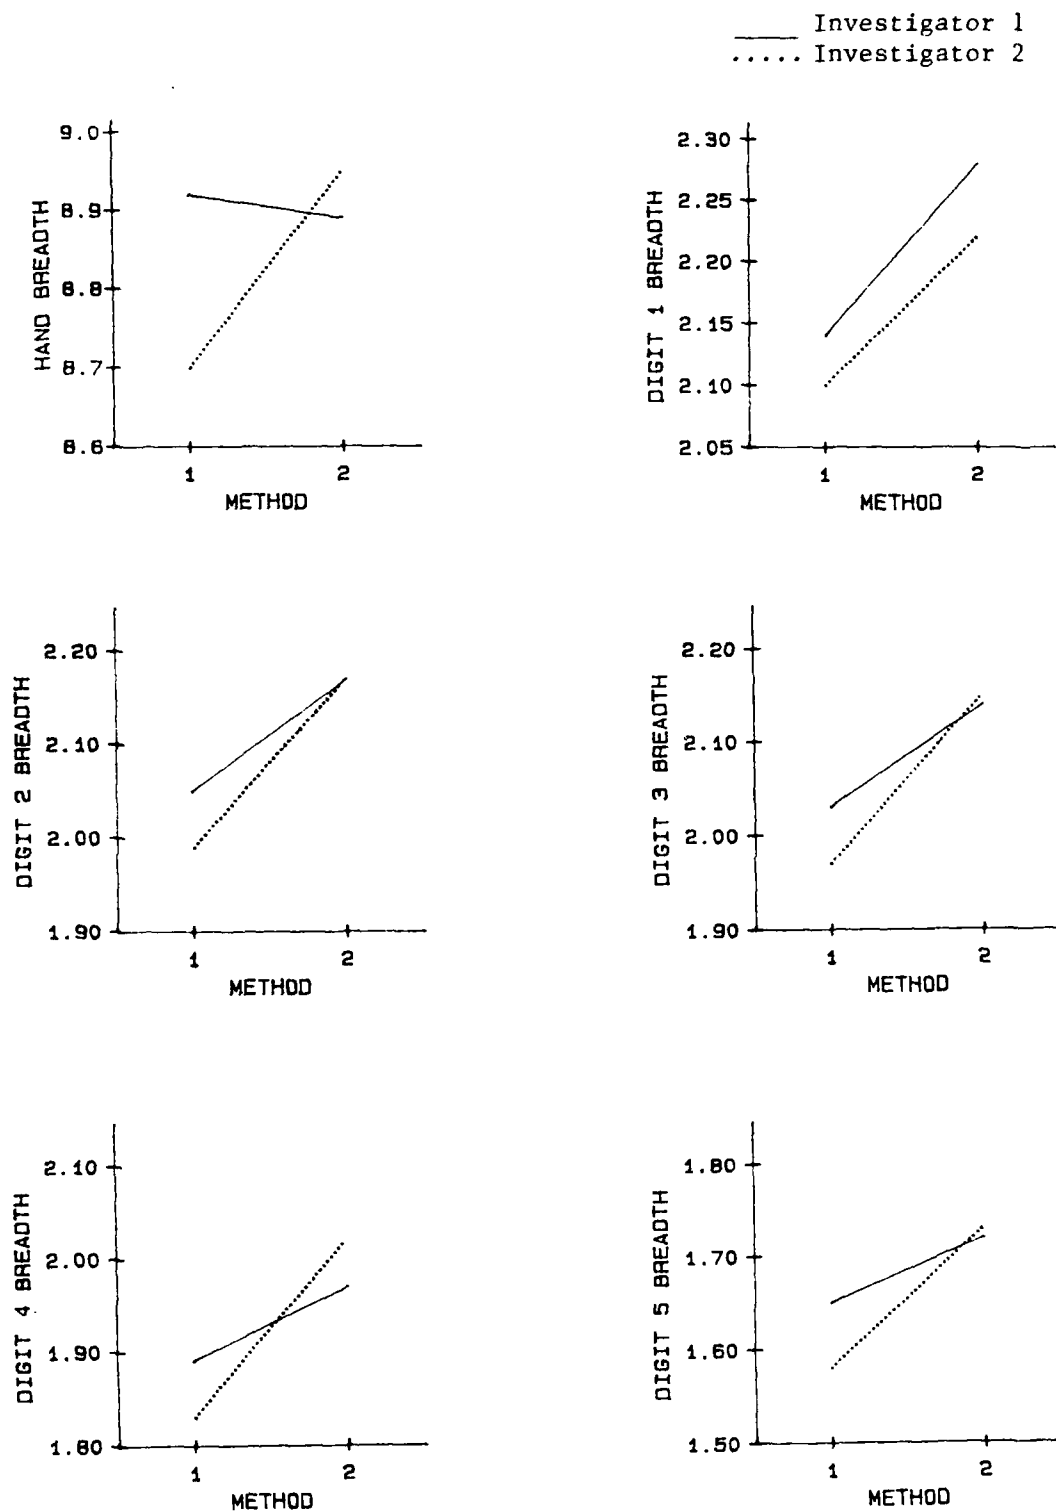 Investigator 1
Investigator 2
9.0
8.9
8.8
8.7
8.6
HAND BREADTH
1 2
METHOD
2.30
2.25
2.20
2.15
2.10
2.05
DIGIT 1 BREADTH
1 2
METHOD
2.20
2.10
2.00
1.90
DIGIT 2 BREADTH
1 2
METHOD
2.20
2.10
2.00
1.90
DIGIT 3 BREADTH
1 2
METHOD
2.10
2.00
1.90
1.80
DIGIT 4 BREADTH
1 2
METHOD
1.80
1.70
1.60
1.50
DIGIT 5 BREADTH
1 2
METHOD